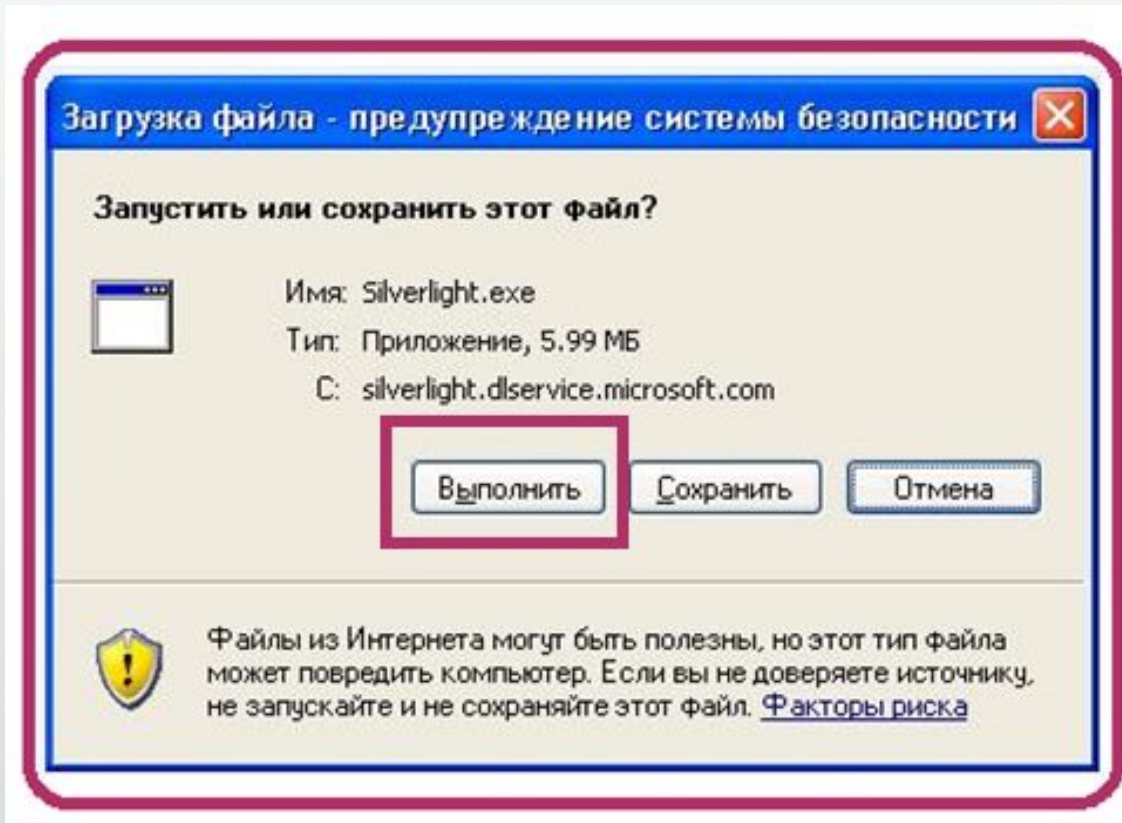 Загрузка файла - предупреждение системы безопасности
Запустить или сохранить этот файл?
Имя: Silverlight.exe
Тип: Приложение, 5.99 МБ
С: silverlight.dlservice.microsoft.com
Выполнить Сохранить Отмена
Файлы из Интернета могут быть полезны, но этот тип файла
может повредить компьютер. Если вы не доверяете источнику,
не запускайте и не сохраняйте этот файл. Факторы риска